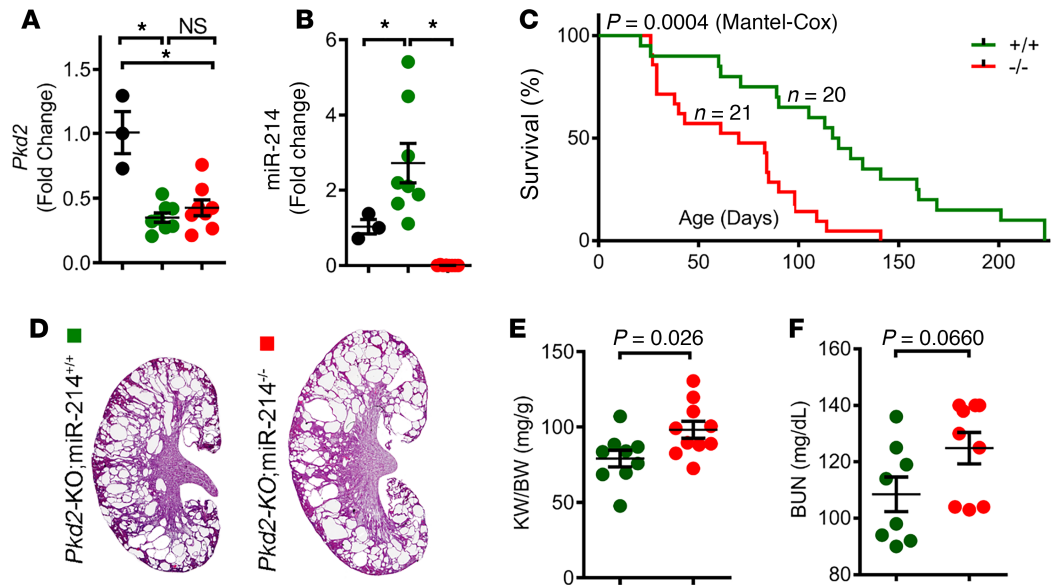 A
Pkd2
(Fold Change)
1.5
1.0
0.5
0.0
*
NS
*
B
miR-214
(Fold change)
6
4
2
0
*
*
C
P = 0.0004 (Mantel-Cox)
+/+
-/-
n = 20
n = 21
Survival (%)
100
50
0
Age (Days)
0
50
100
150
200
D
Pkd2-KO;miR-214+/+
Pkd2-KO;miR-214-/-
E
P = 0.026
KW/BW (mg/g)
150
100
50
0
F
P = 0.0660
BUN (mg/dL)
160
140
120
100
80